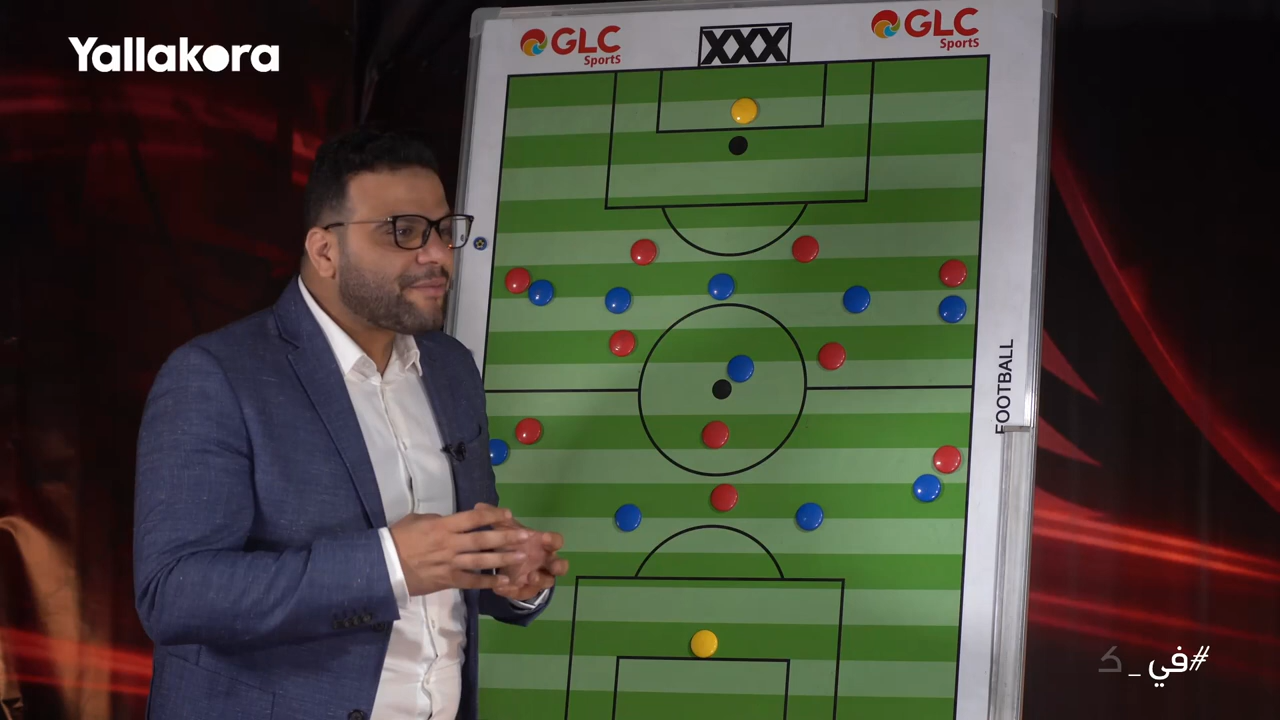 Yallakora
GLC
Sports
XXX
GLC
Sports
FOOTBALL
#في_ك